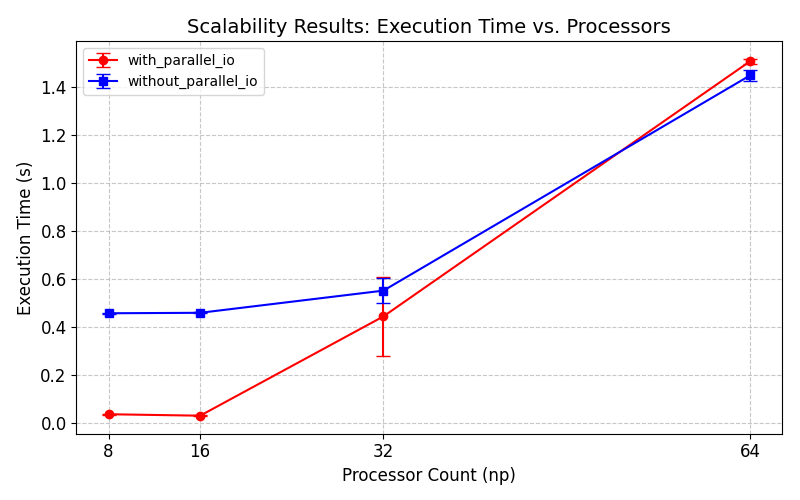 Scalability Results: Execution Time vs. Processors
with_parallel_io
without_parallel_io
Execution Time (s)
1.4
1.2
1.0
0.8
0.6
0.4
0.2
0.0
8 16 32 64
Processor Count (np)